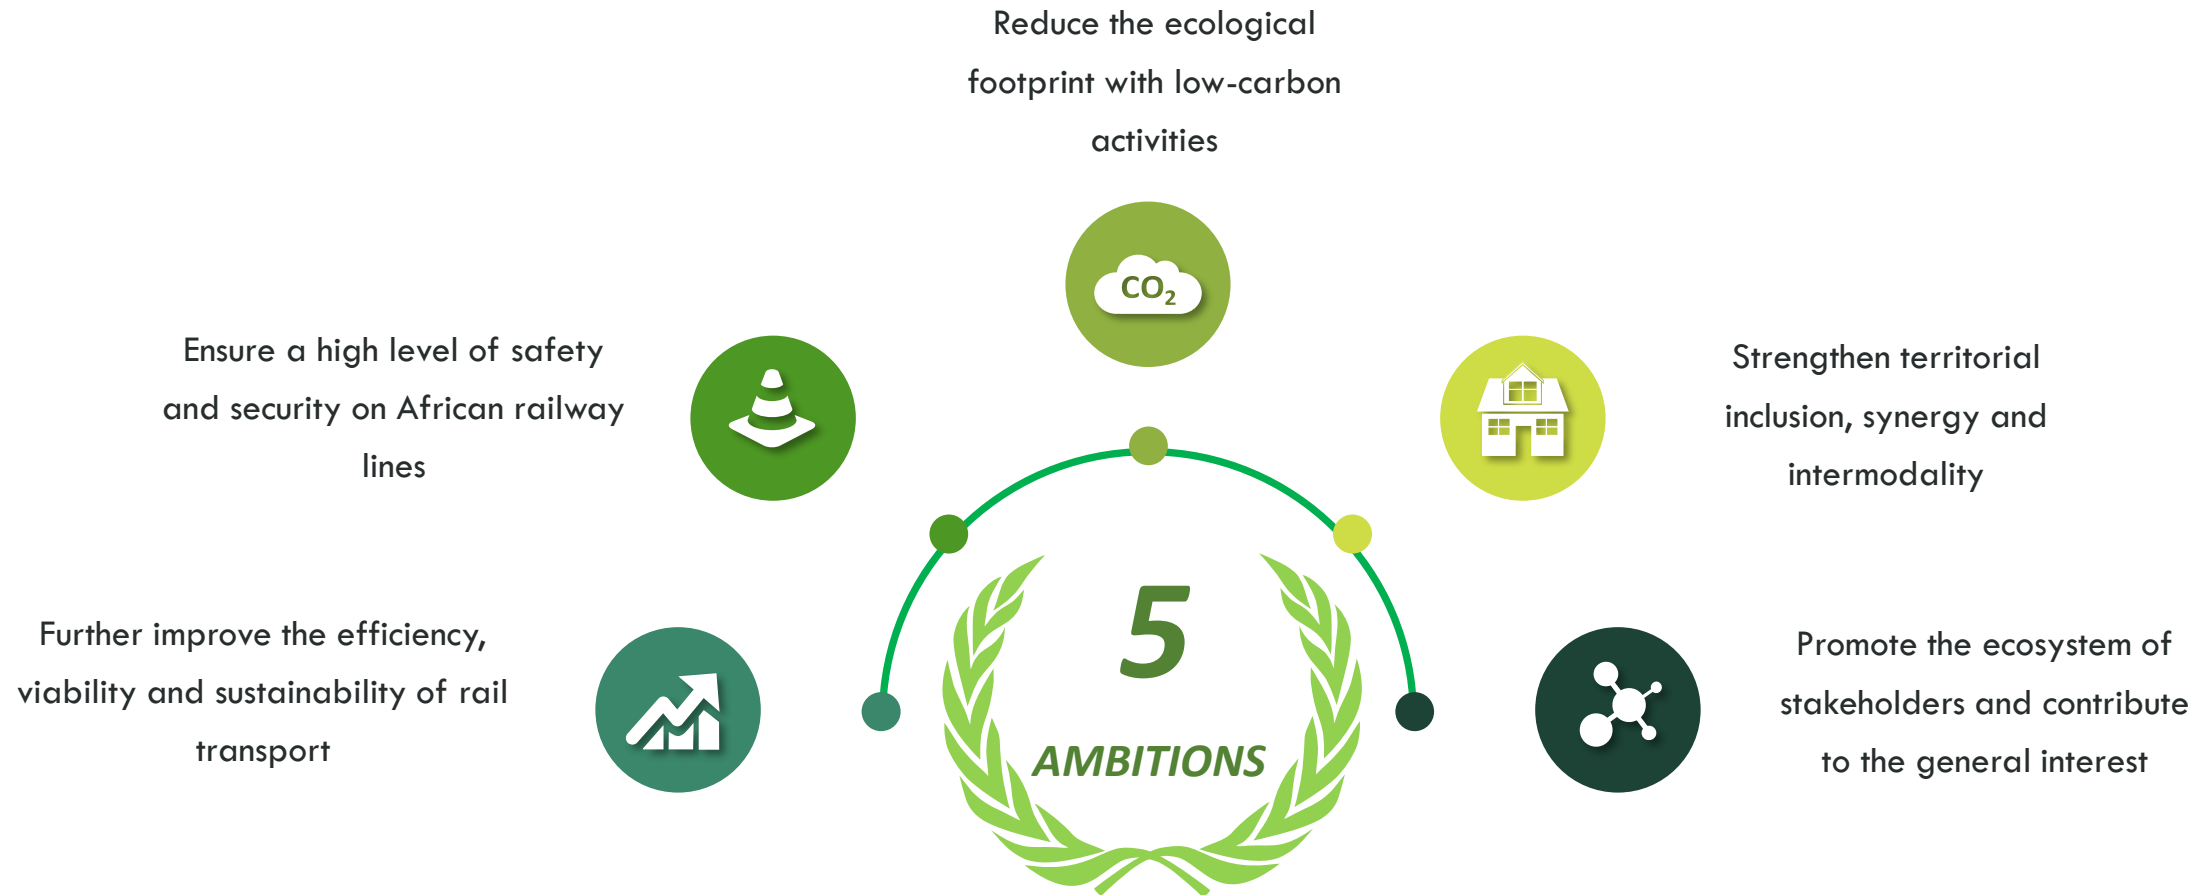 Reduce the ecological
footprint with low-carbon
activities
CO₂
Ensure a high level of safety
and security on African railway
lines
Strengthen territorial
inclusion, synergy and
intermodality
Further improve the efficiency,
viability and sustainability of rail
transport
5
AMBITIONS
Promote the ecosystem of
stakeholders and contribute
to the general interest